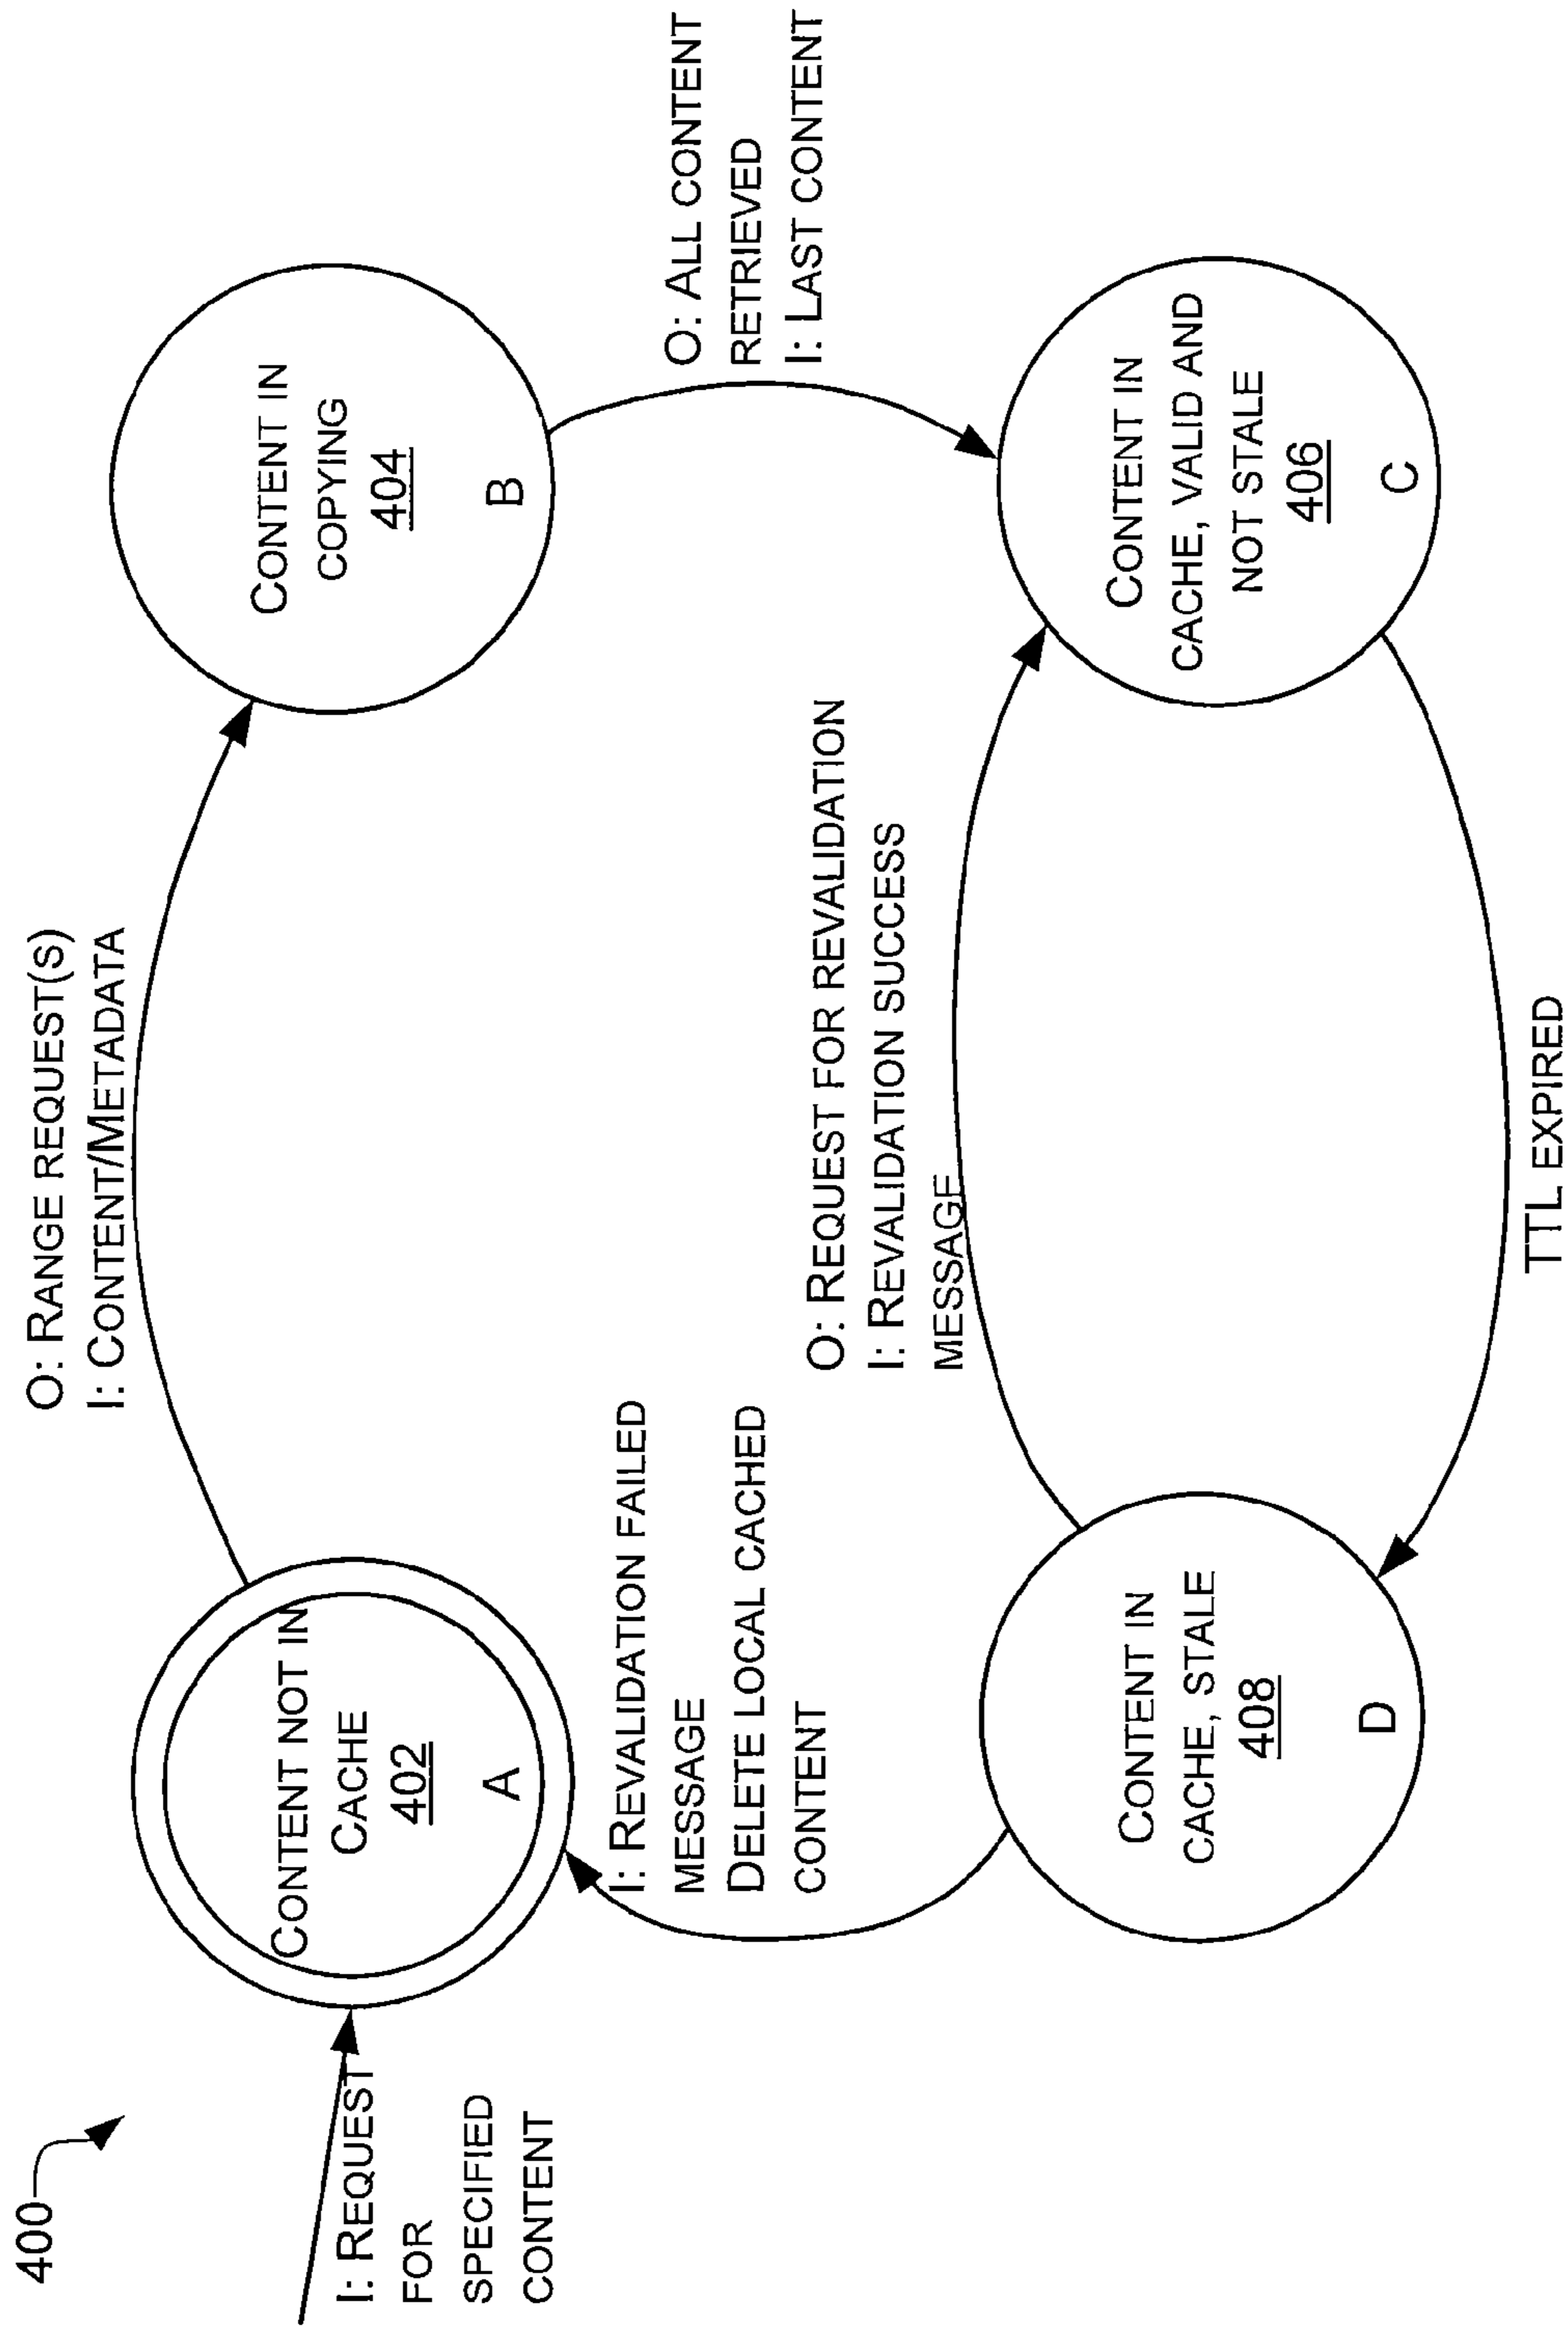 400
I: REQUEST
FOR
SPECIFIED
CONTENT
CONTENT NOT IN
CACHE
402
A
O: RANGE REQUEST(S)
I: CONTENT/METADATA
CONTENT IN
COPYING
404
B
O: ALL CONTENT
RETRIEVED
I: LAST CONTENT
I: REVALIDATION FAILED
MESSAGE
DELETE LOCAL CACHED
CONTENT
O: REQUEST FOR REVALIDATION
I: REVALIDATION SUCCESS
MESSAGE
CONTENT IN
CACHE, STALE
408
D
CONTENT IN
CACHE, VALID AND
NOT STALE
406
C
TTL EXPIRED